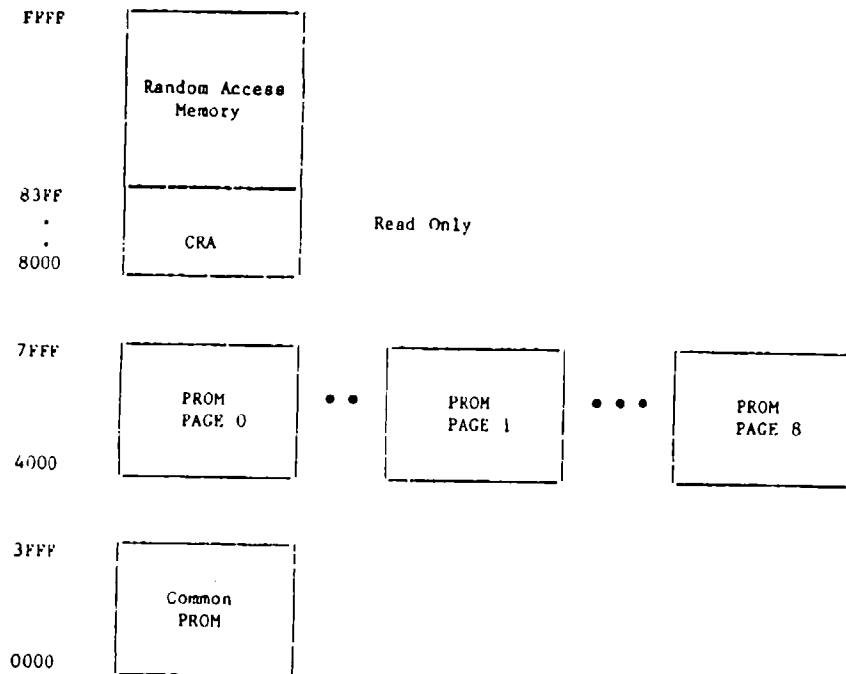 FFFF
Random Access
Memory
83FF
CRA
Read Only
8000
7FFF
PROM
PAGE 0
PROM
PAGE 1
PROM
PAGE 8
4000
3FFF
Common
PROM
0000